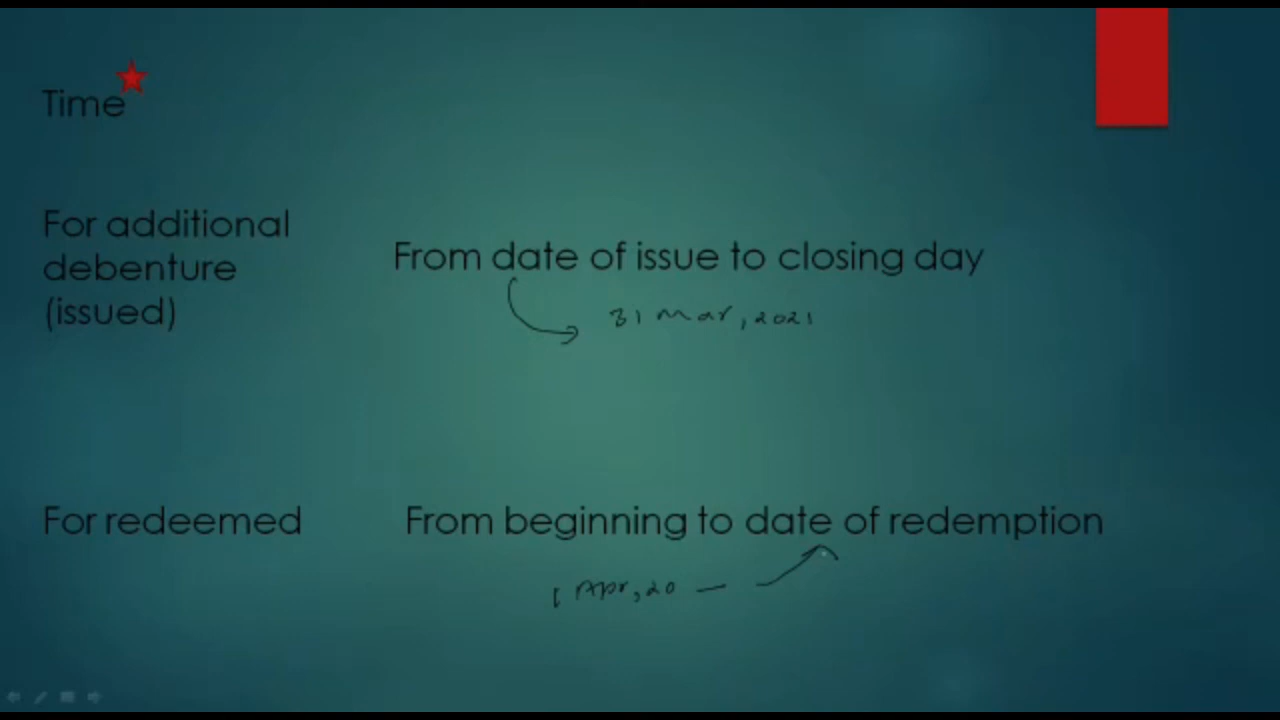 Time
For additional
debenture
(issued)
From date of issue to closing day
31 Mar, 2021
For redeemed
From beginning to date of redemption
1 Apr, 20 —